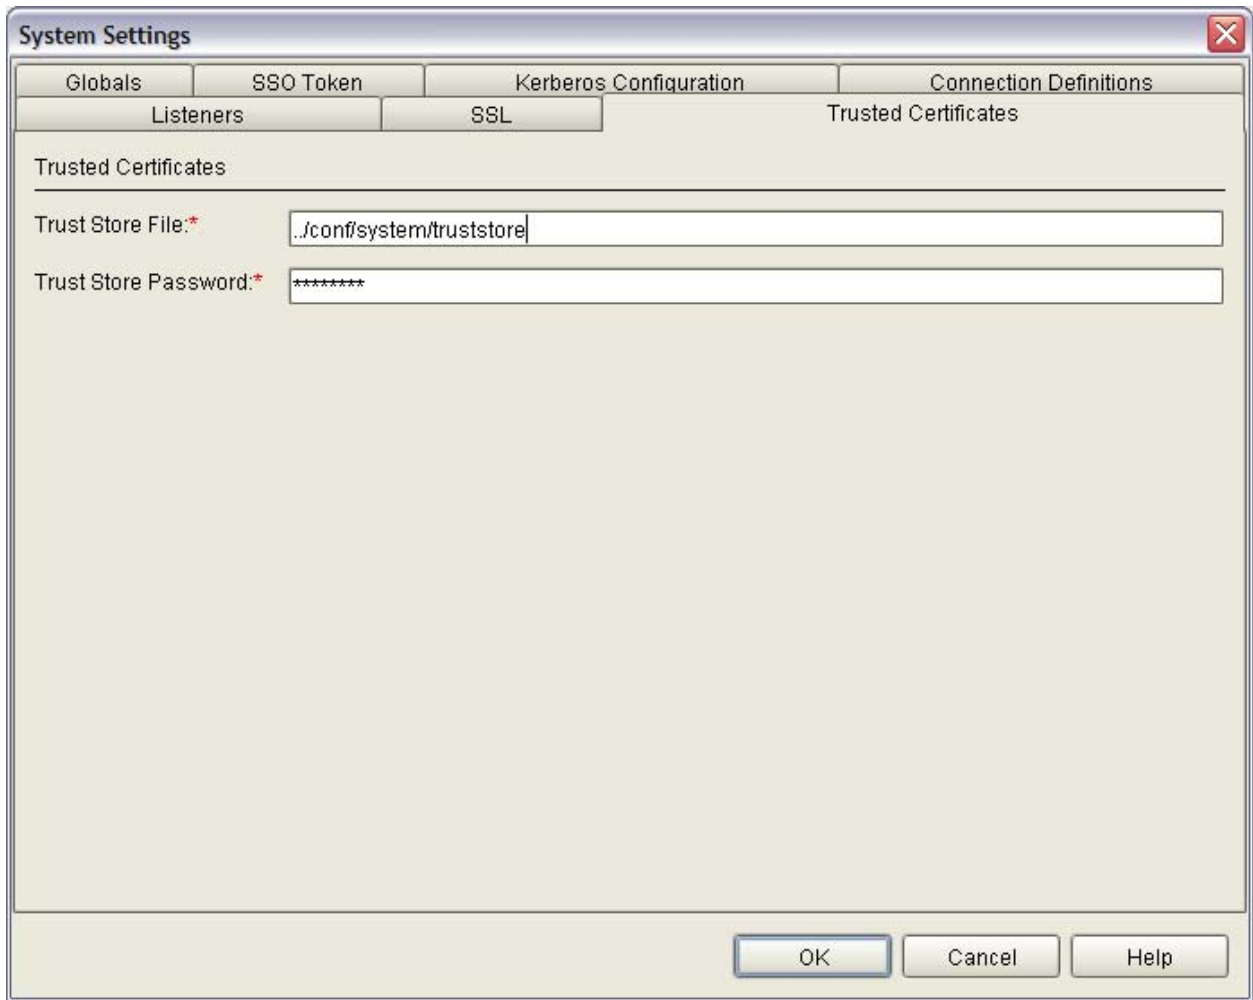 System Settings
Globals SSO Token Kerberos Configuration Connection Definitions
Listeners SSL Trusted Certificates
Trusted Certificates
Trust Store File:* ../conf/system/truststore
Trust Store Password:* ********
OK Cancel Help